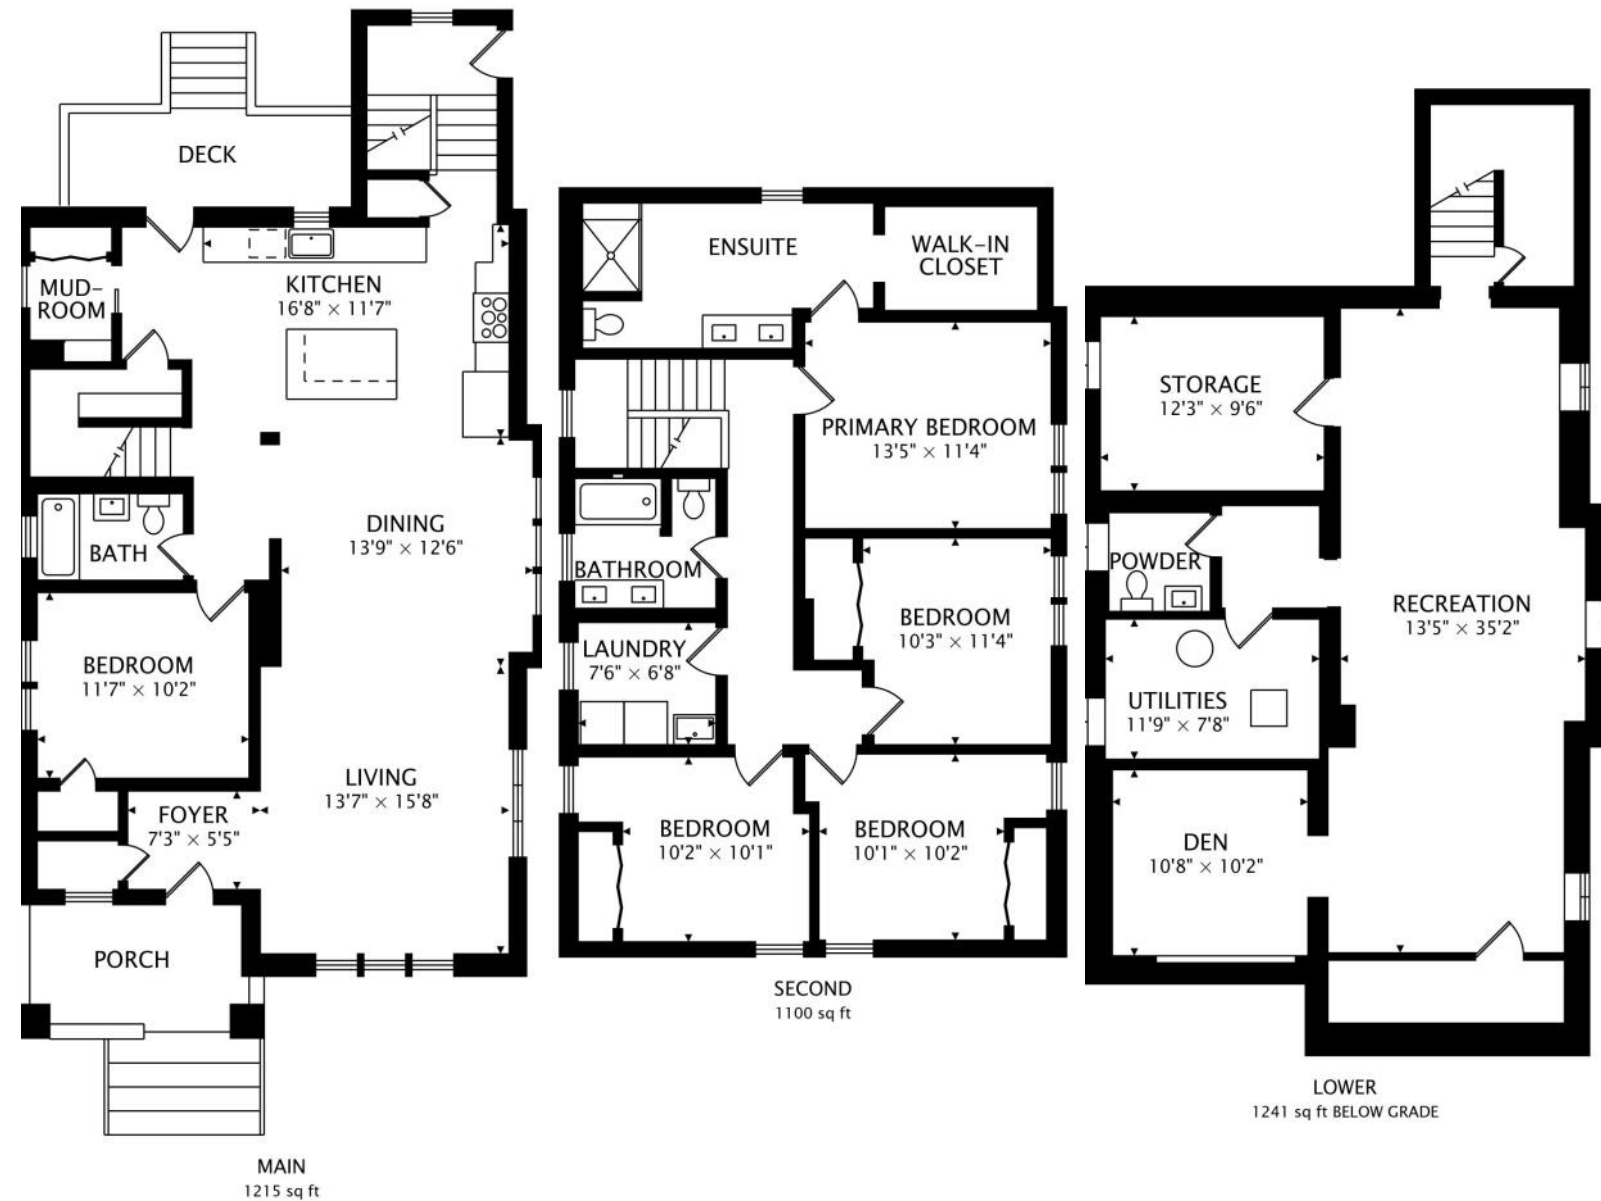 DECK
MUD-
ROOM
KITCHEN
16'8" × 11'7"
DINING
13'9" × 12'6"
BATH
BEDROOM
11'7" × 10'2"
LIVING
13'7" × 15'8"
FOYER
7'3" × 5'5"
PORCH
MAIN
1215 sq ft
ENSUITE
WALK-IN
CLOSET
PRIMARY BEDROOM
13'5" × 11'4"
BATHROOM
BEDROOM
10'3" × 11'4"
LAUNDRY
7'6" × 6'8"
BEDROOM
10'2" × 10'1"
BEDROOM
10'1" × 10'2"
SECOND
1100 sq ft
STORAGE
12'3" × 9'6"
POWDER
RECREATION
13'5" × 35'2"
UTILITIES
11'9" × 7'8"
DEN
10'8" × 10'2"
LOWER
1241 sq ft BELOW GRADE